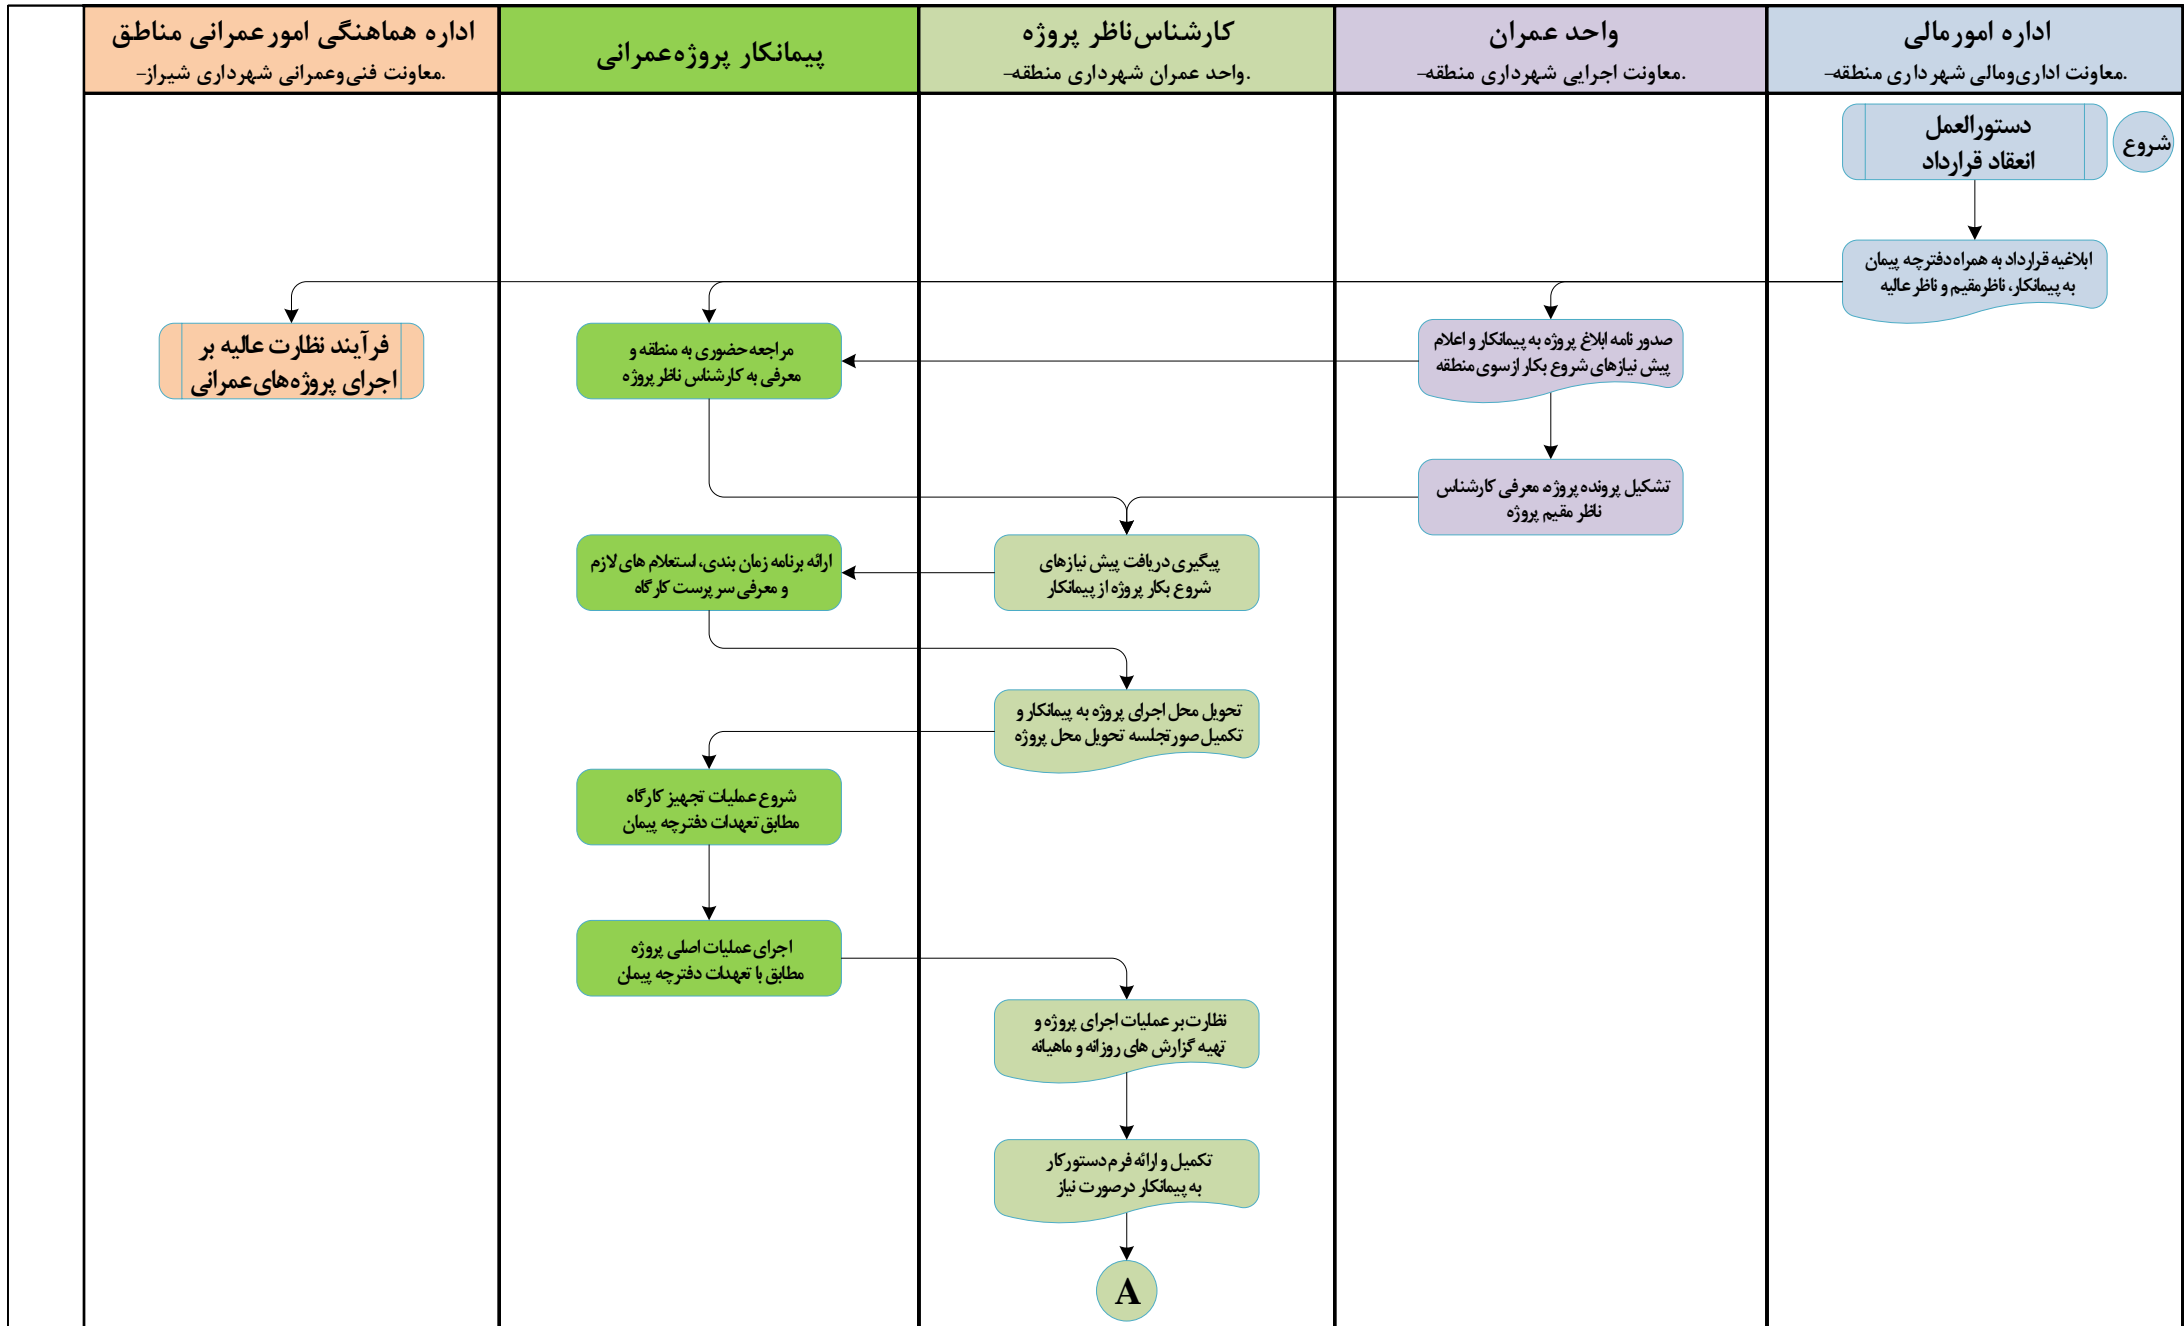 اداره امورمالی
معاونت اداری‌ومالی شهرداری منطقه-.
واحد عمران
معاونت اجرایی شهرداری منطقه-.
کارشناس‌ناظر پروژه
واحد عمران شهرداری منطقه-.
پیمانکار پروژه‌عمرانی
اداره هماهنگی امورعمرانی مناطق
معاونت فنی‌وعمرانی شهرداری شیراز-.
شروع
دستورالعمل
انعقاد قرارداد
ابلاغیه قرارداد به همراه دفترچه پیمان
به پیمانکار، ناظرمقیم و ناظرعالیه
صدور نامه ابلاغ پروژه به پیمانکار و اعلام
پیش نیازهای شروع بکار ازسوی منطقه
مراجعه حضوری به منطقه و
معرفی به کارشناس ناظرپروژه
فرآیند نظارت عالیه بر
اجرای پروژه‌های‌عمرانی
تشکیل پرونده پروژه، معرفی کارشناس
ناظر مقیم پروژه
پیگیری دریافت پیش نیازهای
شروع بکار پروژه از پیمانکار
ارائه برنامه زمان بندی، استعلام های لازم
و معرفی سرپرست کارگاه
تحویل محل اجرای پروژه به پیمانکار و
تکمیل صورتجلسه تحویل محل پروژه
شروع عملیات تجهیز کارگاه
مطابق تعهدات دفترچه پیمان
اجرای عملیات اصلی پروژه
مطابق با تعهدات دفترچه پیمان
نظارت بر عملیات اجرای پروژه و
تهیه گزارش های روزانه و ماهیانه
تکمیل و ارائه فرم دستورکار
به پیمانکار درصورت نیاز
A